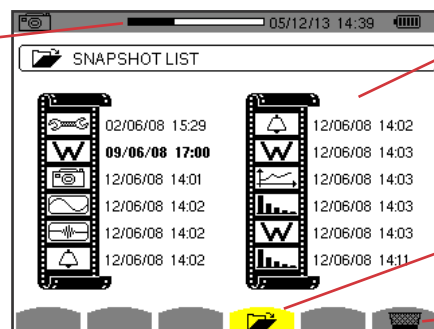 05/12/13 14:39
SNAPSHOT LIST
02/06/08 15:29
W 09/06/08 17:00
12/06/08 14:01
12/06/08 14:02
12/06/08 14:02
12/06/08 14:02
12/06/08 14:02
W 12/06/08 14:03
12/06/08 14:03
12/06/08 14:03
W 12/06/08 14:03
12/06/08 14:11